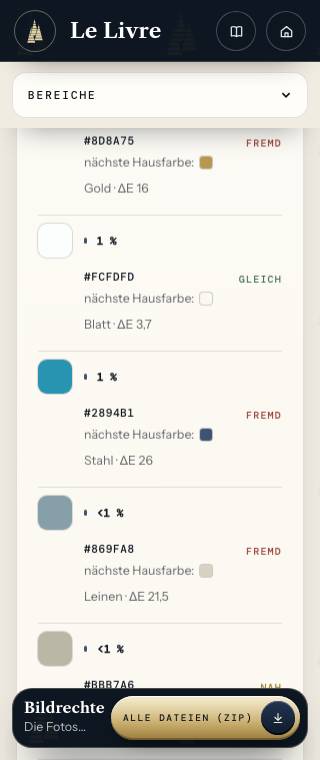 Le Livre
BEREICHE
#8D8A75 FREMD
nächste Hausfarbe:
Gold · ΔE 16
1 %
#FCFDFD GLEICH
nächste Hausfarbe:
Blatt · ΔE 3,7
1 %
#2894B1 FREMD
nächste Hausfarbe:
Stahl · ΔE 26
<1 %
#869FA8 FREMD
nächste Hausfarbe:
Leinen · ΔE 21,5
<1 %
#BBB7A6 NAH
Bildrechte
Die Fotos…
ALLE DATEIEN (ZIP)